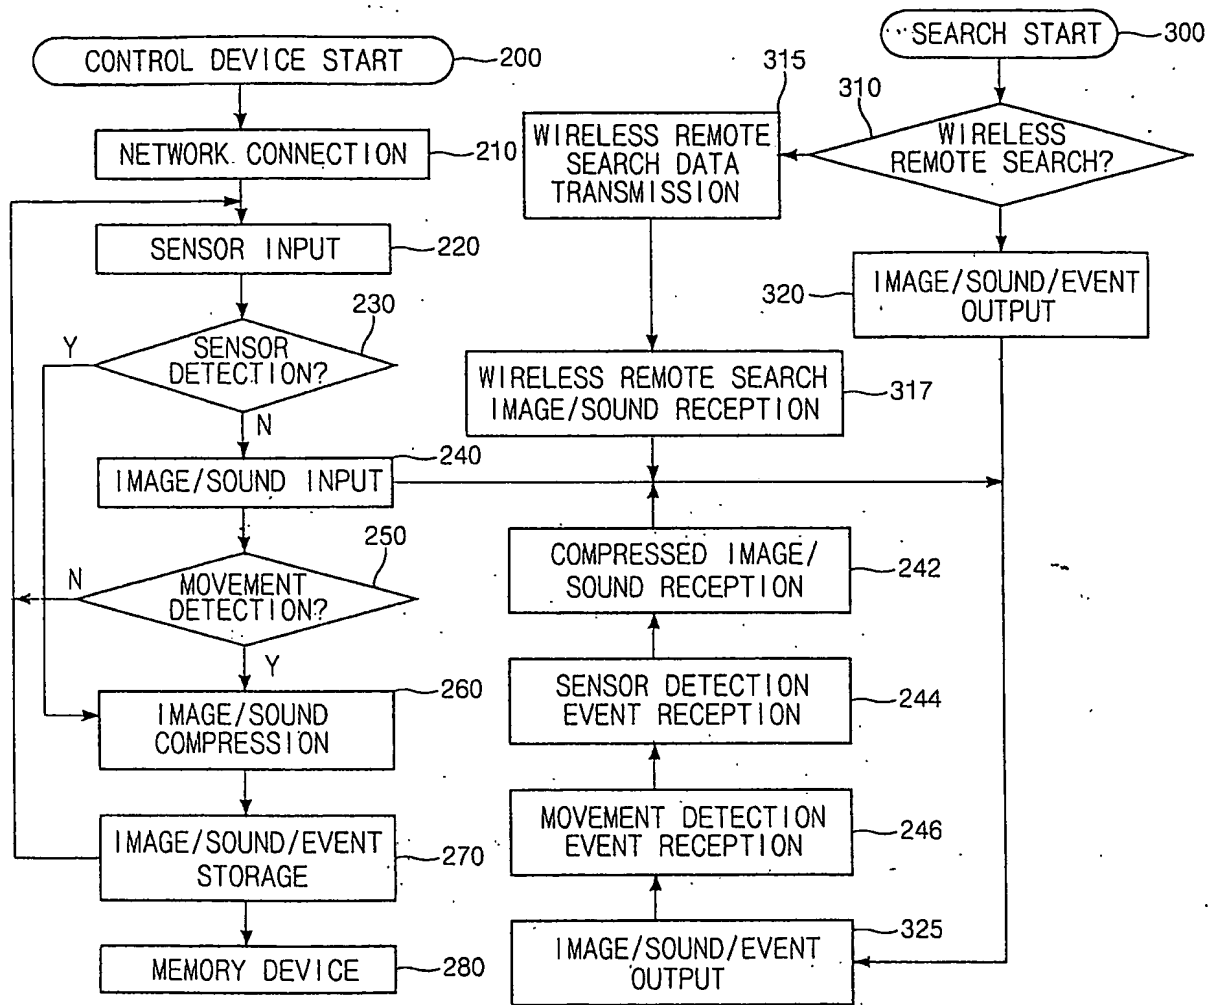 CONTROL DEVICE START
200
NETWORK CONNECTION
210
SENSOR INPUT
220
230
SENSOR
DETECTION?
Y
N
240
IMAGE/SOUND INPUT
250
MOVEMENT
DETECTION?
N
Y
260
IMAGE/SOUND
COMPRESSION
IMAGE/SOUND/EVENT
STORAGE
270
MEMORY DEVICE
280
315
WIRELESS REMOTE
SEARCH DATA
TRANSMISSION
WIRELESS REMOTE SEARCH
IMAGE/SOUND RECEPTION
317
COMPRESSED IMAGE/
SOUND RECEPTION
242
SENSOR DETECTION
EVENT RECEPTION
244
MOVEMENT DETECTION
EVENT RECEPTION
246
325
IMAGE/SOUND/EVENT
OUTPUT
SEARCH START
300
310
WIRELESS
REMOTE SEARCH?
320
IMAGE/SOUND/EVENT
OUTPUT